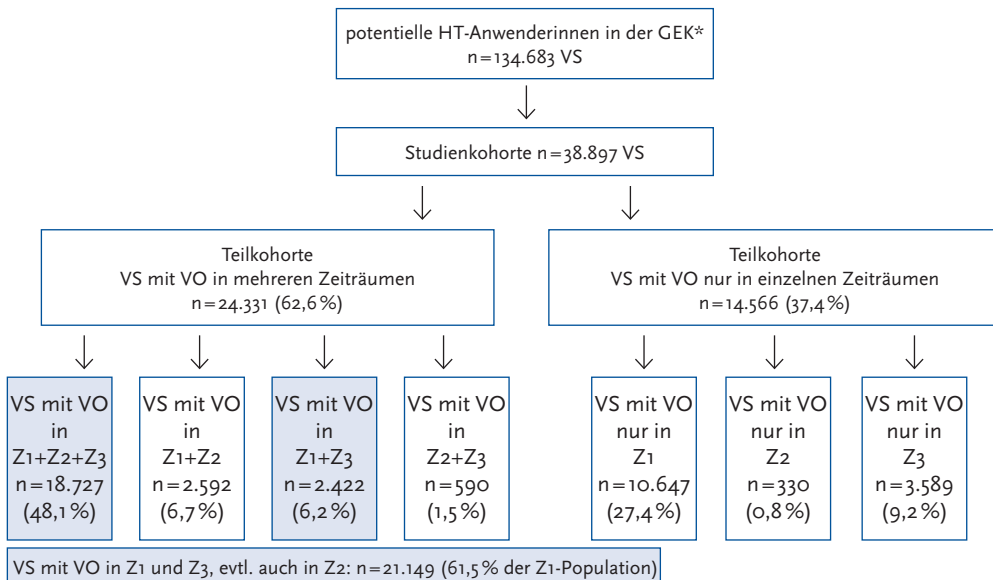 potentielle HT-Anwenderinnen in der GEK*
n=134.683 VS
Studienkohorte n=38.897 VS
Teilkohorte
VS mit VO in mehreren Zeiträumen
n=24.331 (62,6%)
Teilkohorte
VS mit VO nur in einzelnen Zeiträumen
n=14.566 (37,4%)
VS mit VO
in
Z1+Z2+Z3
n=18.727
(48,1%)
VS mit VO
in
Z1+Z2
n=2.592
(6,7%)
VS mit VO
in
Z1+Z3
n=2.422
(6,2%)
VS mit VO
in
Z2+Z3
n=590
(1,5%)
VS mit VO
nur in
Z1
n=10.647
(27,4%)
VS mit VO
nur in
Z2
n=330
(0,8%)
VS mit VO
nur in
Z3
n=3.589
(9,2%)
VS mit VO in Z1 und Z3, evtl. auch in Z2: n=21.149 (61,5% der Z1-Population)